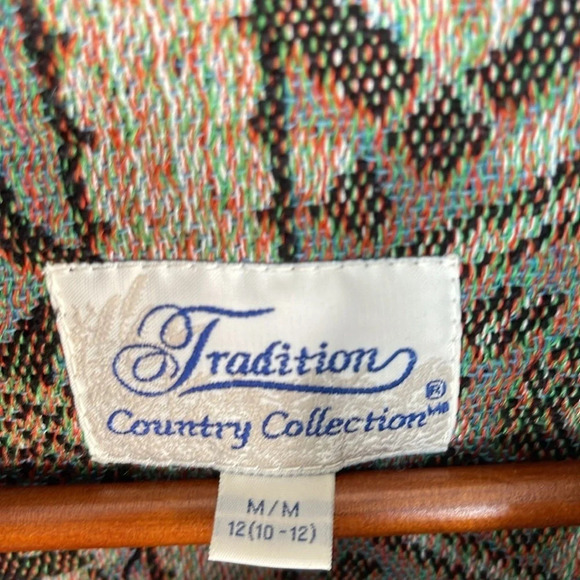 Tradition
Country Collection
M/M
12(10-12)